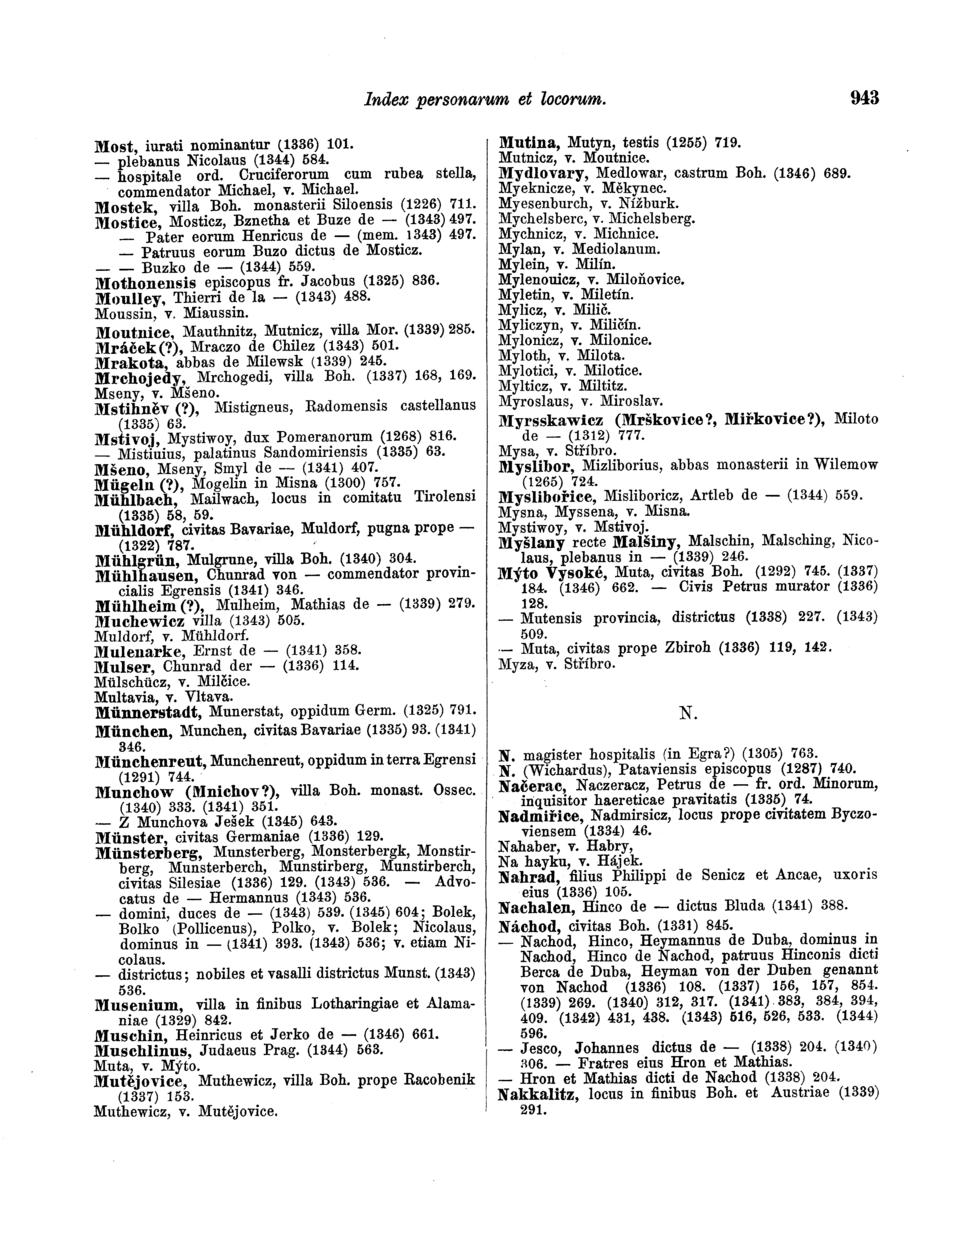 Index personarum et locorum.
943
Most, iurati nominantur (1336) 101.
— plebanus Nicolaus (1344) 584.
— hospitale ord. Cruciferorum cum rubea stella,
commendator Michael, v. Michael.
Mostek, villa Boh. monasterii Siloensis (1226) 711.
Mostice, Mosticz, Bznetha et Buze de — (1343) 497.
— Pater eorum Henricus de — (mem. 1343) 497.
— Patruus eorum Buzo dictus de Mosticz.
— — Buzko de — (1344) 559.
Mothonensis episcopus fr. Jacobus (1325) 836.
Moulley, Thierri de la — (1343) 488.
Moussin, v. Miaussin.
Moutnice, Mauthnitz, Mutnicz, villa Mor. (1339) 285.
Mráček(?), Mraczo de Chilez (1343) 501.
Mrakota, abbas de Milewsk (1339) 245.
Mrchojedy, Mrchogedi, villa Boh. (1337) 168, 169.
Mseny, v. Mšeno.
Mstihněv (?), Mistigneus, Radomensis castellanus
(1335) 63.
Mstivoj, Mystiwoy, dux Pomeranorum (1268) 816.
— Mistiuius, palatinus Sandomiriensis (1335) 63.
Mšeno, Mseny, Smyl de — (1341) 407.
Mügeln (?), Mogelin in Misna (1300) 757.
Mühlbach, Mailwach, locus in comitatu Tirolensi
(1335) 58, 59.
Mühldorf, civitas Bavariae, Muldorf, pugna prope —
(1322) 787.
Mühlgrün, Mulgrune, villa Boh. (1340) 304.
Mühlhausen, Chunrad von — commendator provin-
cialis Egrensis (1341) 346.
Mühlheim (?), Mulheim, Mathias de — (1339) 279.
Muchewicz villa (1343) 505.
Muldorf, v. Mühldorf.
Mulenarke, Ernst de — (1341) 358.
Mulser, Chunrad der — (1336) 114.
Mülschücz, v. Milčice.
Multavia, v. Vltava.
Münnerstadt, Munerstat, oppidum Germ. (1325) 791.
München, Munchen, civitas Bavariae (1335) 93. (1341)
346.
Münchenreut, Munchenreut, oppidum in terra Egrensi
(1291) 744.
Munchow (Mnichov?), villa Boh. monast. Ossec.
(1340) 333. (1341) 351.
— Z Munchova Ješek (1345) 643.
Münster, civitas Germaniae (1336) 129.
Münsterberg, Munsterberg, Monsterbergk, Monstir-
berg, Munsterberch, Munstirberg, Munstirberch,
civitas Silesiae (1336) 129. (1343) 536. — Advo-
catus de — Hermannus (1343) 536.
— domini, duces de — (1343) 539. (1345) 604; Bolek,
Bolko (Pollicenus), Polko, v. Bolek; Nicolaus,
dominus in — (1341) 393. (1343) 536; v. etiam Ni-
colaus.
— districtus; nobiles et vasalli districtus Munst. (1343)
536.
Musenium, villa in finibus Lotharingiae et Alama-
niae (1329) 842.
Muschin, Heinricus et Jerko de — (1346) 661.
Muschlinus, Judaeus Prag. (1344) 563.
Muta, v. Mýto.
Mutějovice, Muthewicz, villa Boh. prope Racobenik
(1337) 153.
Muthewicz, v. Mutějovice.
Mutina, Mutyn, testis (1255) 719.
Mutnicz, v. Moutnice.
Mydlovary, Medlowar, castrum Boh. (1346) 689.
Myeknicze, v. Měkynec.
Myesenburch, v. Nížburk.
Mychelsberc, v. Michelsberg.
Mychnicz, v. Michnice.
Mylan, v. Mediolanum.
Mylein, v. Milín.
Mylenouicz, v. Miloňovice.
Myletin, v. Miletín.
Mylicz, v. Milič.
Myliczyn, v. Miličín.
Mylonicz, v. Milonice.
Myloth, v. Milota.
Mylotici, v. Milotice.
Mylticz, v. Miltitz.
Myroslaus, v. Miroslav.
Myrsskawicz (Mrškovice?, Miřkovice?), Miloto
de — (1312) 777.
Mysa, v. Stříbro.
Myslibor, Mizliborius, abbas monasterii in Wilemow
(1265) 724.
Myslibořice, Misliboricz, Artleb de — (1344) 559.
Mysna, Myssena, v. Misna.
Mystiwoy, v. Mstivoj.
Myšlany recte Malšiny, Malschin, Malsching, Nico-
laus, plebanus in — (1339) 246.
Mýto Vysoké, Muta, civitas Boh. (1292) 745. (1337)
184. (1346) 662. — Civis Petrus murator (1336)
128.
— Mutensis provincia, districtus (1338) 227. (1343)
509.
— Muta, civitas prope Zbiroh (1336) 119, 142.
Myza, v. Stříbro.
N.
N. magister hospitalis (in Egra?) (1305) 763.
N. (Wichardus), Pataviensis episcopus (1287) 740.
Načerac, Naczeracz, Petrus de — fr. ord. Minorum,
inquisitor haereticae pravitatis (1335) 74.
Nadmiřice, Nadmirsicz, locus prope civitatem Byczo-
viensem (1334) 46.
Nahaber, v. Habry,
Na hayku, v. Hájek.
Nahrad, filius Philippi de Senicz et Ancae, uxoris
eius (1336) 105.
Nachalen, Hinco de — dictus Bluda (1341) 388.
Náchod, civitas Boh. (1331) 845.
— Nachod, Hinco, Heymannus de Duba, dominus in
Nachod, Hinco de Nachod, patruus Hinconis dicti
Berca de Duba, Heyman von der Duben genannt
von Nachod (1336) 108. (1337) 156, 157, 854.
(1339) 269. (1340) 312, 317. (1341) 383, 384, 394,
409. (1342) 431, 438. (1343) 516, 526, 533. (1344)
596.
— Jesco, Johannes dictus de — (1338) 204. (1340)
306. — Fratres eius Hron et Mathias.
— Hron et Mathias dicti de Nachod (1338) 204.
Nakkalitz, locus in finibus Boh. et Austriae (1339)
291.